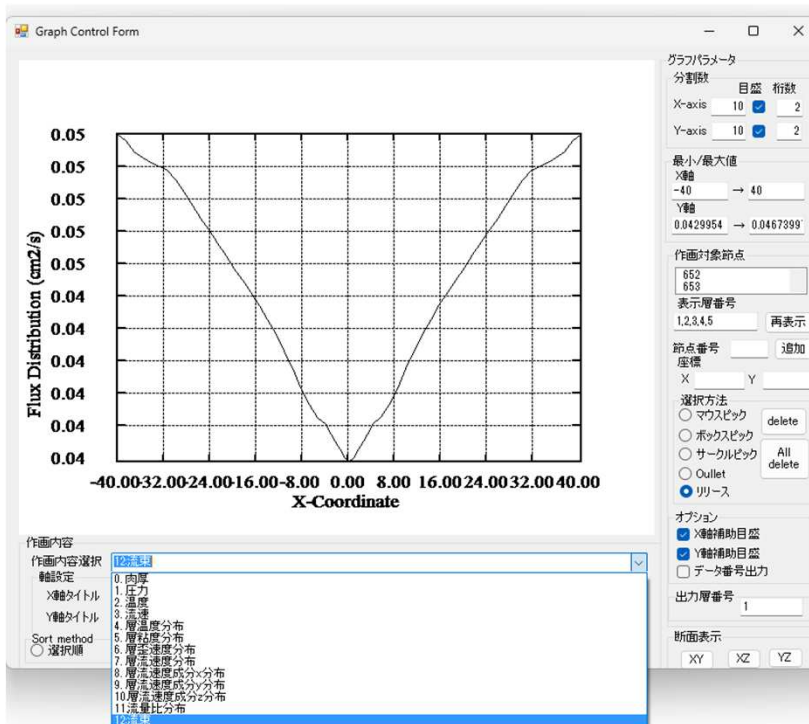 Graph Control Form
グラフパラメータ
分割数
目盛 桁数
X-axis 10 2
Y-axis 10 2
最小/最大値
X軸
-40 → 40
Y軸
0.0429954 → 0.0467399
作画対象節点
652
653
表示層番号
1,2,3,4,5 再表示
節点番号 追加
座標
X Y
選択方法
マウスピック
delete
ボックスピック
サークルピック
All delete
Oullet
リリース
オプション
X軸補助目盛
Y軸補助目盛
データ番号出力
出力層番号
1
断面表示
XY XZ YZ
0.05
0.05
0.05
0.05
0.05
0.04
0.04
0.04
0.04
0.04
0.04
Flux Distribution (cm2/s)
-40.00 -32.00 -24.00 -16.00 -8.00 0.00 8.00 16.00 24.00 32.00 40.00
X-Coordinate
作画内容
作画内容選択 12.流束
軸設定
X軸タイトル
Y軸タイトル
Sort method
選択順
0. 肉厚
1. 圧力
2. 温度
3. 流速
4. 層温度分布
5. 層粘度分布
6. 層歪速度分布
7. 層流速度分布
8. 層流速度成分x分布
9. 層流速度成分y分布
10.層流速度成分z分布
11.流量比分布
12.流束